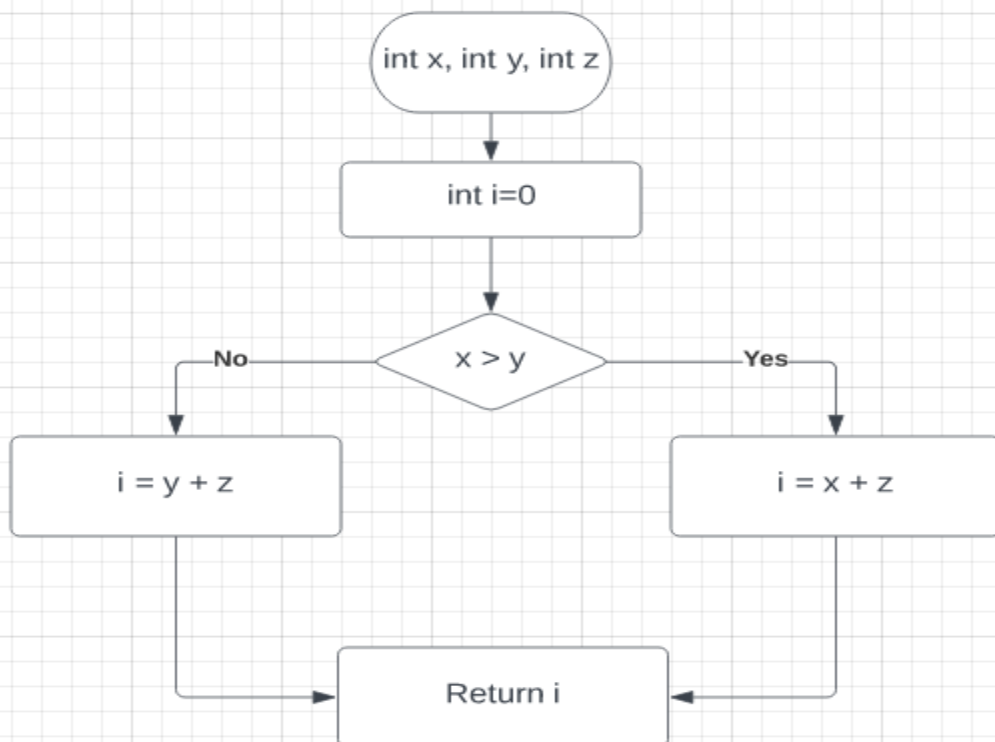 int x, int y, int z
int i=0
x > y
No
Yes
i = y + z
i = x + z
Return i